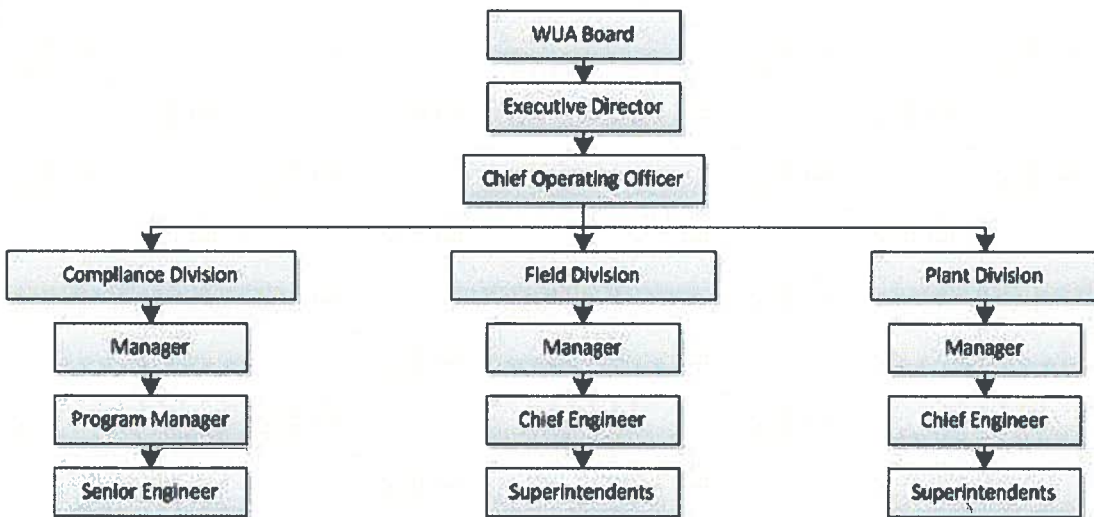 WUA Board
Executive Director
Chief Operating Officer
Compliance Division
Field Division
Plant Division
Manager
Manager
Manager
Program Manager
Chief Engineer
Chief Engineer
Senior Engineer
Superintendents
Superintendents